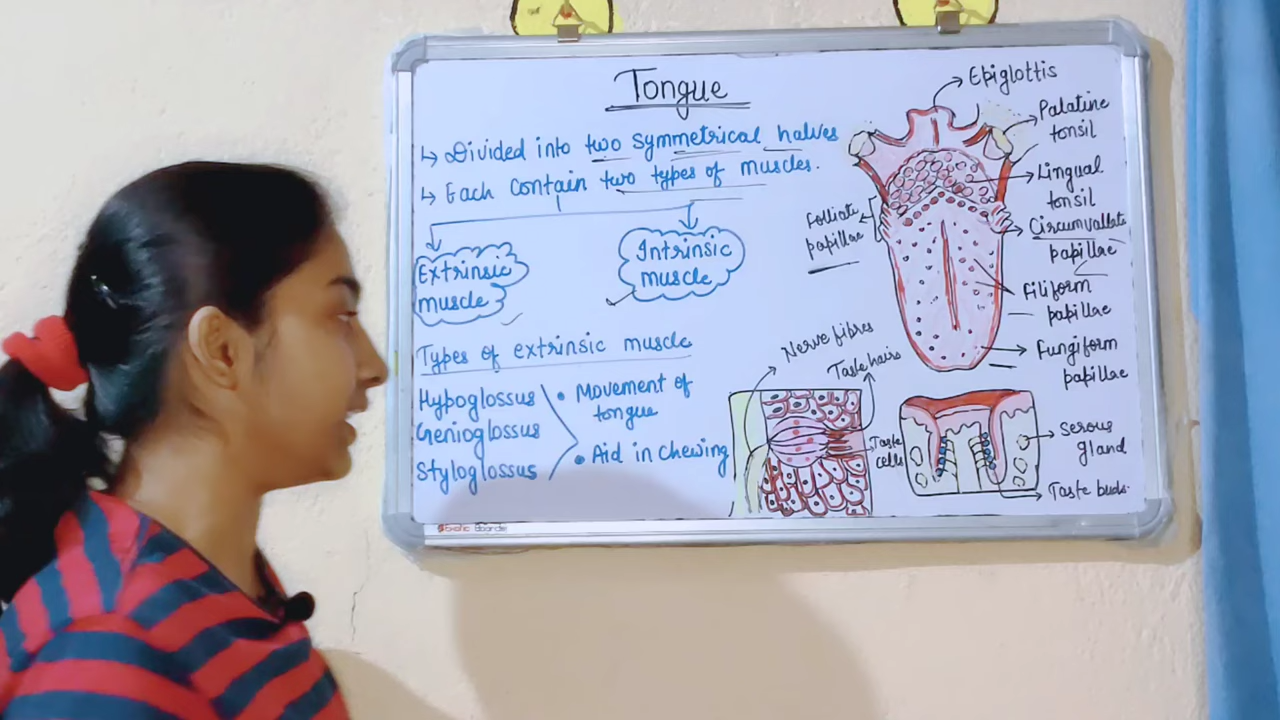 Tongue
↳ Divided into two symmetrical halves
↳ Each contain two types of muscles.
Extrinsic
muscle
Intrinsic
muscle
Types of extrinsic muscle
Hypoglossus
Genioglossus
Styloglossus
• Movement of
tongue
• Aid in chewing
Epiglottis
Palatine
tonsil
Lingual
tonsil
Circumvallate
papillae
Filiform
papillae
Fungiform
papillae
Folliate
papillae
Nerve fibres
Taste hairs
Taste
cells
Serous
gland
Taste buds.